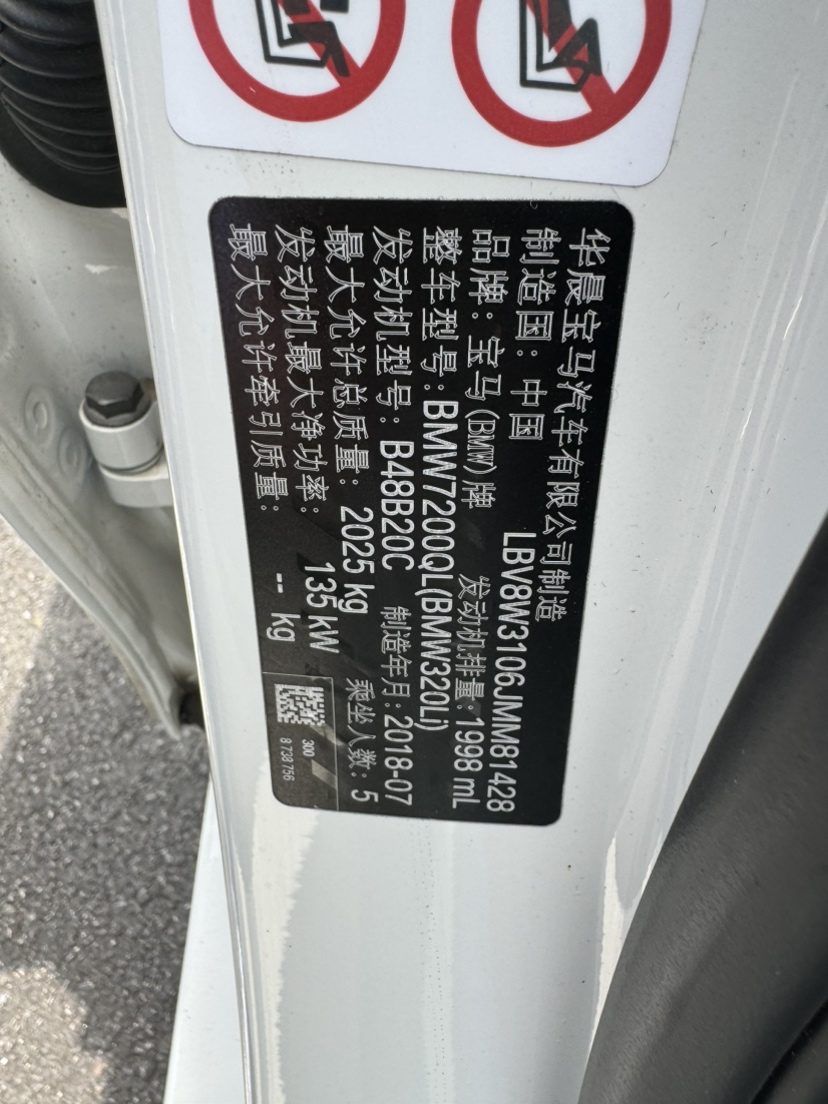 华晨宝马汽车有限公司制造
制造国: 中国 LBV8W3106JMM81428
品牌: 宝马(BMW)牌 发动机排量: 1998 mL
整车型号: BMW7200QL(BMW320Li)
发动机型号: B48B20C 制造年月: 2018-07
最大允许总质量: 2025 kg 乘坐人数: 5
发动机最大净功率: 135 kW
最大允许牵引质量: -- kg
300
8 738 756